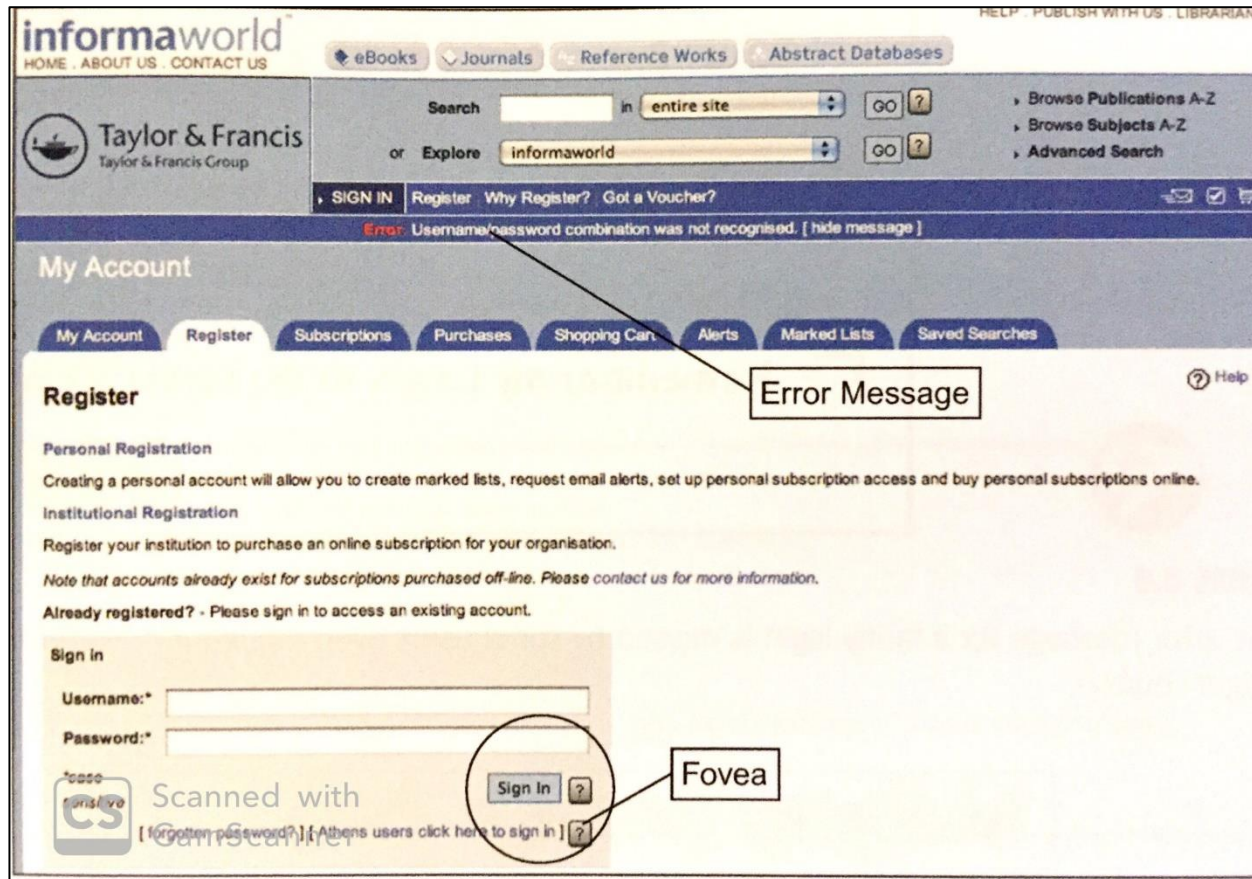 HELP . PUBLISH WITH US . LIBRARIAN
informaworld
HOME . ABOUT US . CONTACT US
eBooks Journals Reference Works Abstract Databases
Taylor & Francis
Taylor & Francis Group
Search in entire site GO ?
or Explore informaworld GO ?
Browse Publications A-Z
Browse Subjects A-Z
Advanced Search
SIGN IN Register Why Register? Got a Voucher?
Error: Username/password combination was not recognised. [ hide message ]
My Account
My Account Register Subscriptions Purchases Shopping Cart Alerts Marked Lists Saved Searches
Error Message
Help
Register
Personal Registration
Creating a personal account will allow you to create marked lists, request email alerts, set up personal subscription access and buy personal subscriptions online.
Institutional Registration
Register your institution to purchase an online subscription for your organisation.
Note that accounts already exist for subscriptions purchased off-line. Please contact us for more information.
Already registered? - Please sign in to access an existing account.
Sign in
Username:*
Password:*
*case
sensitive
Sign In ?
Fovea
[ forgotten password? ] [ Athens users click here to sign in ] ?
CS Scanned with
CamScanner